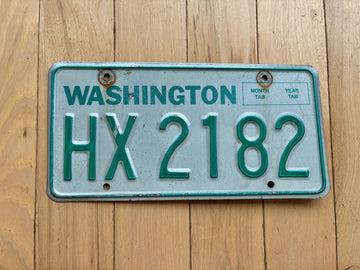 WASHINGTON MONTH TAB YEAR TAB
HX 2182